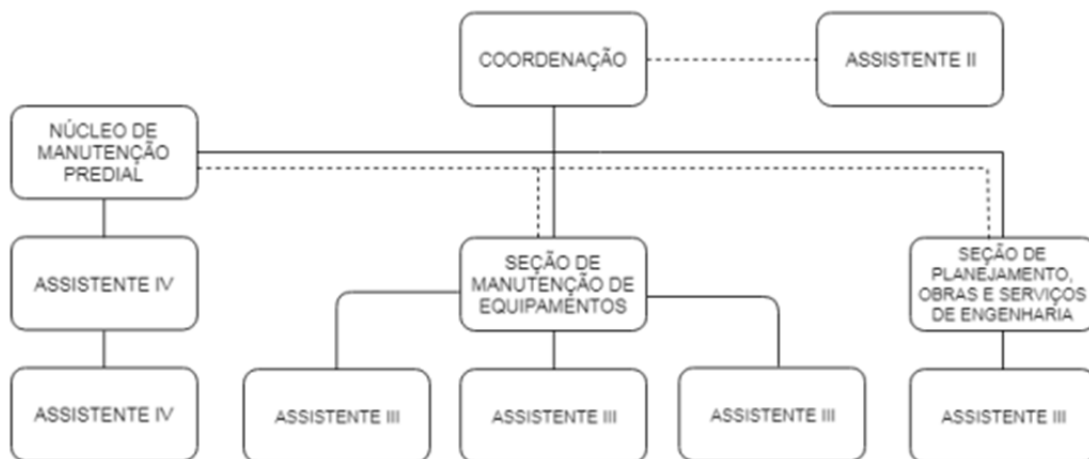 COORDENAÇÃO
ASSISTENTE II
NÚCLEO DE
MANUTENÇÃO
PREDIAL
ASSISTENTE IV
SEÇÃO DE
MANUTENÇÃO DE
EQUIPAMENTOS
SEÇÃO DE
PLANEJAMENTO,
OBRAS E SERVIÇOS
DE ENGENHARIA
ASSISTENTE IV
ASSISTENTE III
ASSISTENTE III
ASSISTENTE III
ASSISTENTE III